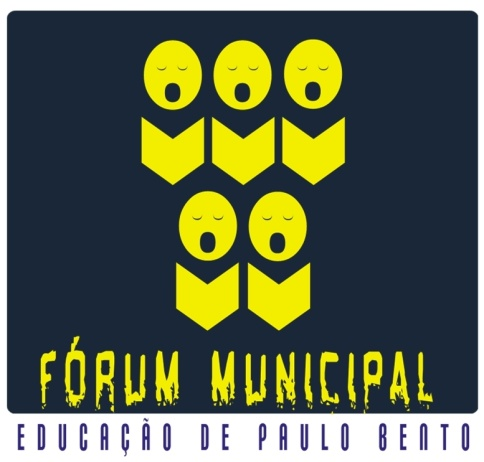 FÓRUM MUNICIPAL
EDUCAÇÃO DE PAULO BENTO